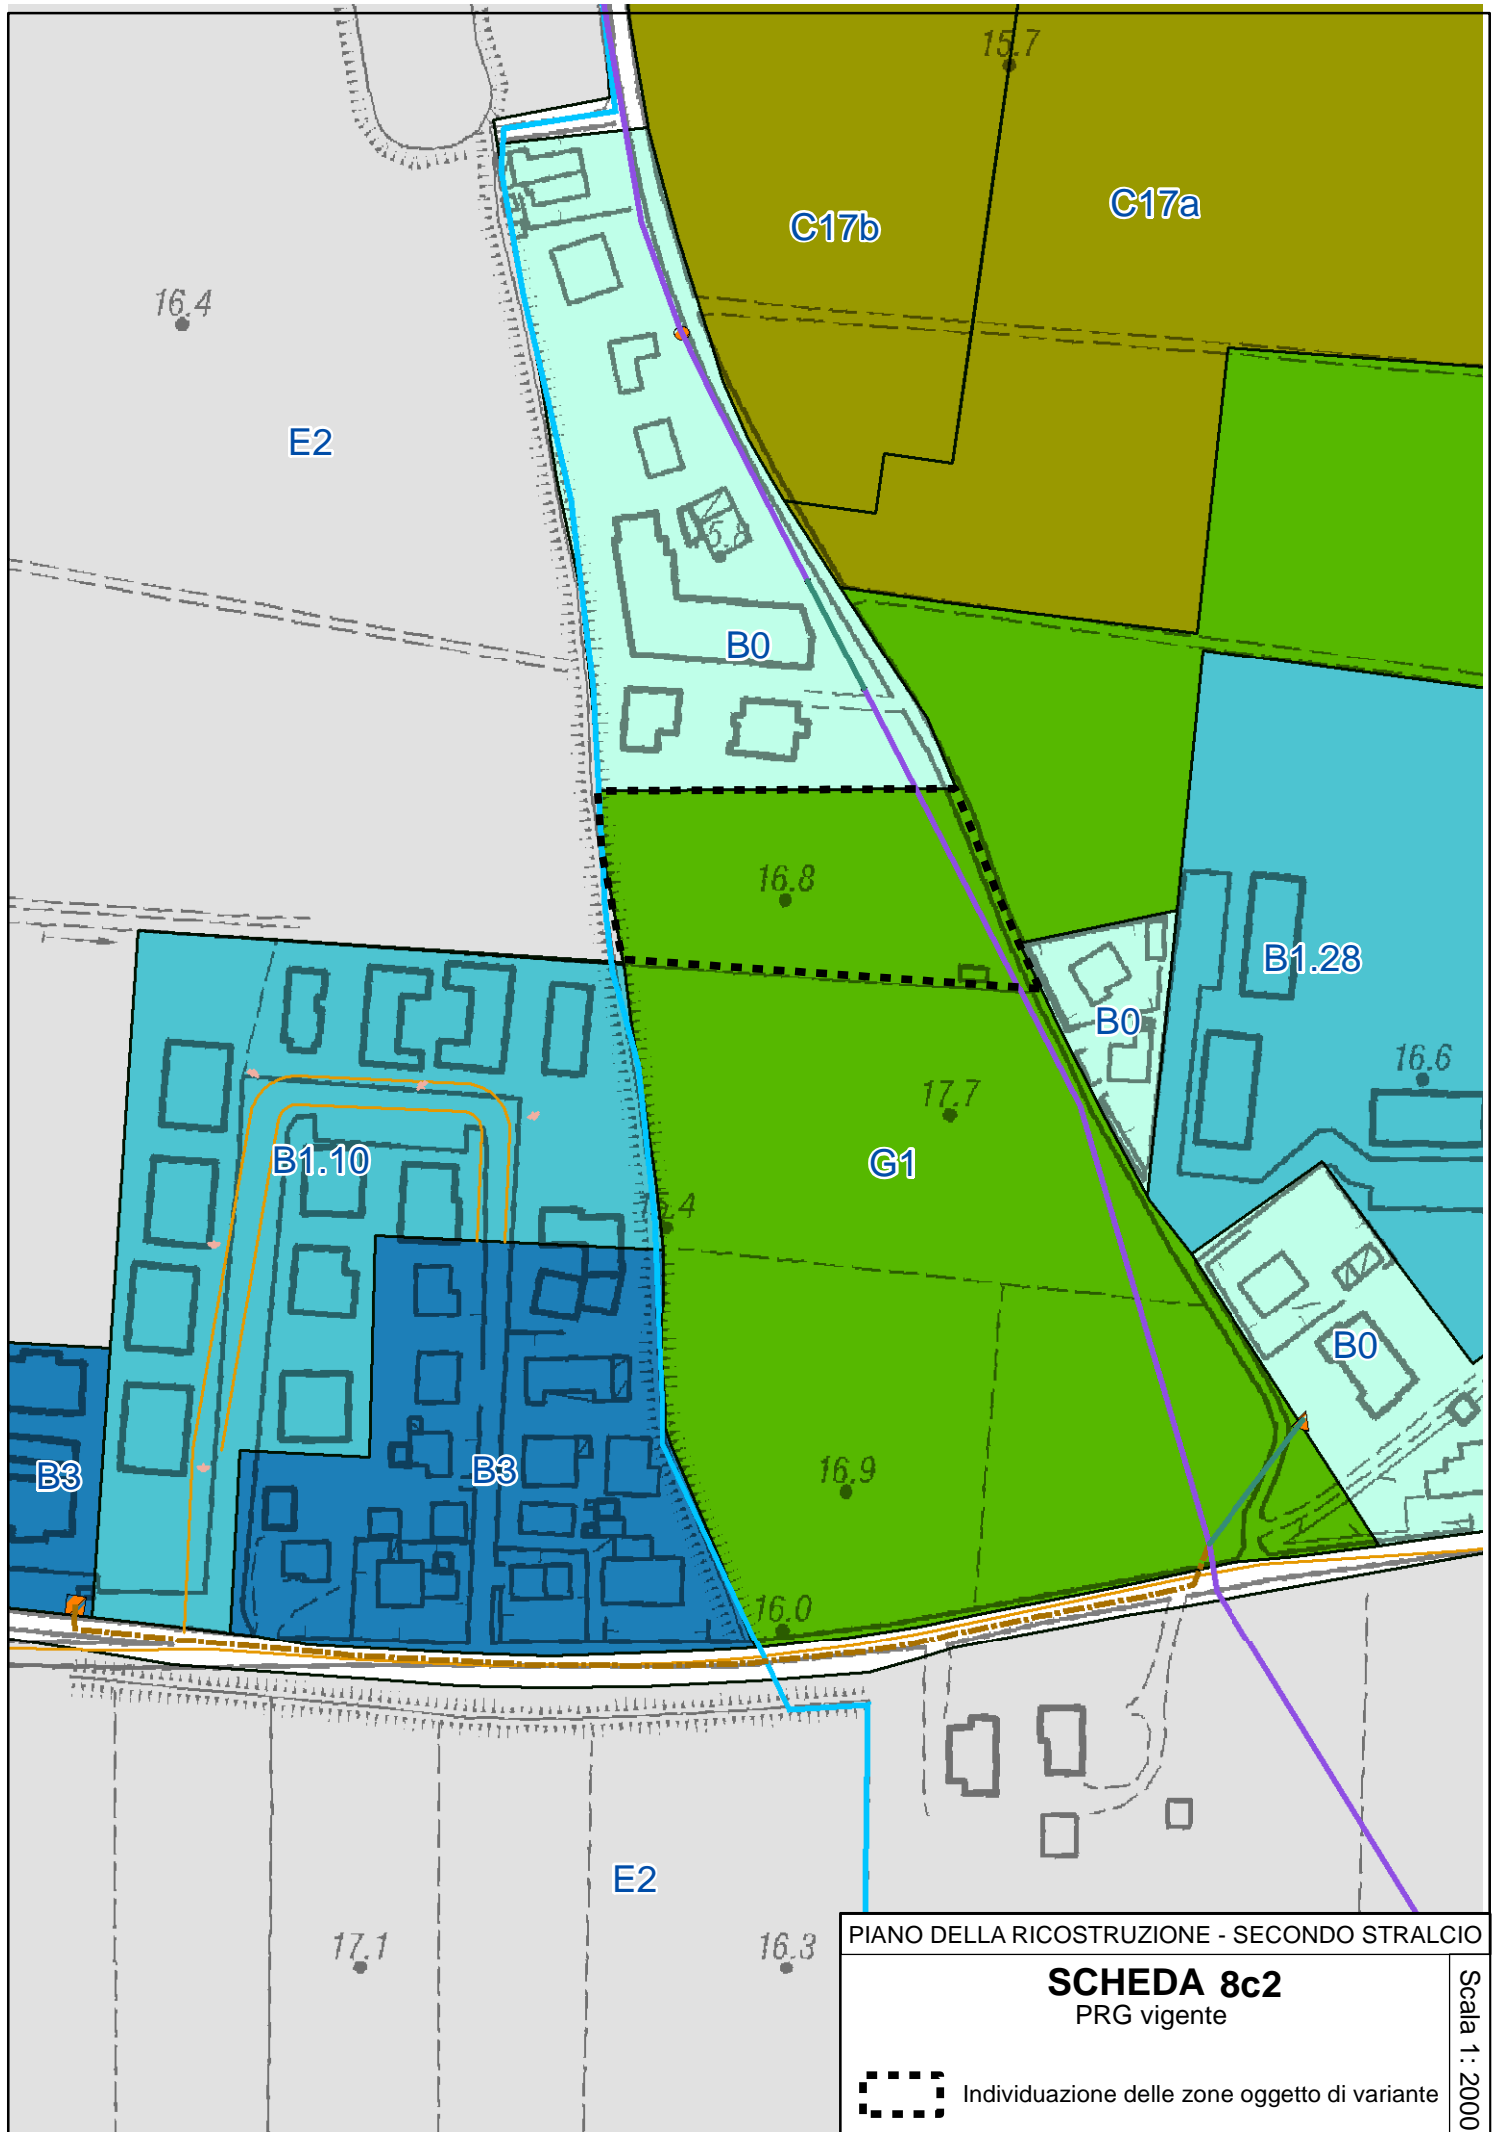 15.7
C17a
C17b
16.4
E2
B0
16.8
B1.28
B0
16.6
17.7
B1.10
G1
B0
B3
B3
16.9
16.0
E2
17.1
16.3
PIANO DELLA RICOSTRUZIONE - SECONDO STRALCIO
SCHEDA 8c2
PRG vigente
Individuazione delle zone oggetto di variante
Scala 1: 2000